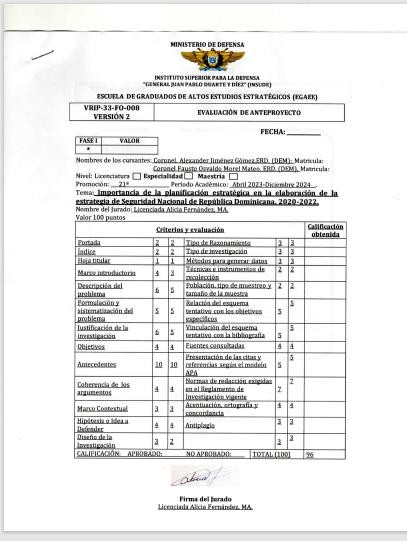 MINISTERIO DE DEFENSA
INSTITUTO SUPERIOR PARA LA DEFENSA
"GENERAL JUAN PABLO DUARTE Y DÍEZ" (INSUDE)
ESCUELA DE GRADUADOS DE ALTOS ESTUDIOS ESTRATÉGICOS (EGAEE)
VRIP-33-FO-008 EVALUACIÓN DE ANTEPROYECTO
VERSIÓN 2
FECHA:
FASE I VALOR
*
Nombres de los cursantes: Coronel. Alexander Jiménez Gómez.ERD. (DEM): Matricula:
Coronel Fausto Osvaldo Morel Mateo. ERD. (DEM). Matricula:
Nivel: Licenciatura Especialidad Maestría
Promoción: 21ª Período Académico: Abril 2023-Diciembre 2024
Tema: Importancia de la planificación estratégica en la elaboración de la
estrategia de Seguridad Nacional de República Dominicana, 2020-2022.
Nombre del Jurado: Licenciada Alicia Fernández, MA.
Valor 100 puntos
Criterios y evaluación Calificación obtenida
Portada 2 2 Tipo de Razonamiento 3 3
Índice 2 2 Tipo de investigación 3 3
Hoja titular 1 1 Métodos para generar datos 3 3
Marco introductorio 4 3 Técnicas e instrumentos de recolección 2 2
Descripción del problema 6 5 Población, tipo de muestreo y tamaño de la muestra 2 2
Formulación y sistematización del problema 5 5 Relación del esquema tentativo con los objetivos específicos 5 5
Justificación de la investigación 6 5 Vinculación del esquema tentativo con la bibliografía 5 5
Objetivos 4 4 Fuentes consultadas 4 4
Antecedentes 10 10 Presentación de las citas y referencias según el modelo APA 5 5
Coherencia de los argumentos 4 4 Normas de redacción exigidas en el Reglamento de Investigación vigente 7 7
Marco Contextual 3 3 Acentuación, ortografía y concordancia 4 4
Hipótesis o Idea a Defender 4 4 Antiplagio 3 3
Diseño de la Investigación 3 2 3 3
CALIFICACIÓN: APROBADO: NO APROBADO: TOTAL (100) 96
Firma del Jurado
Licenciada Alicia Fernández, MA.